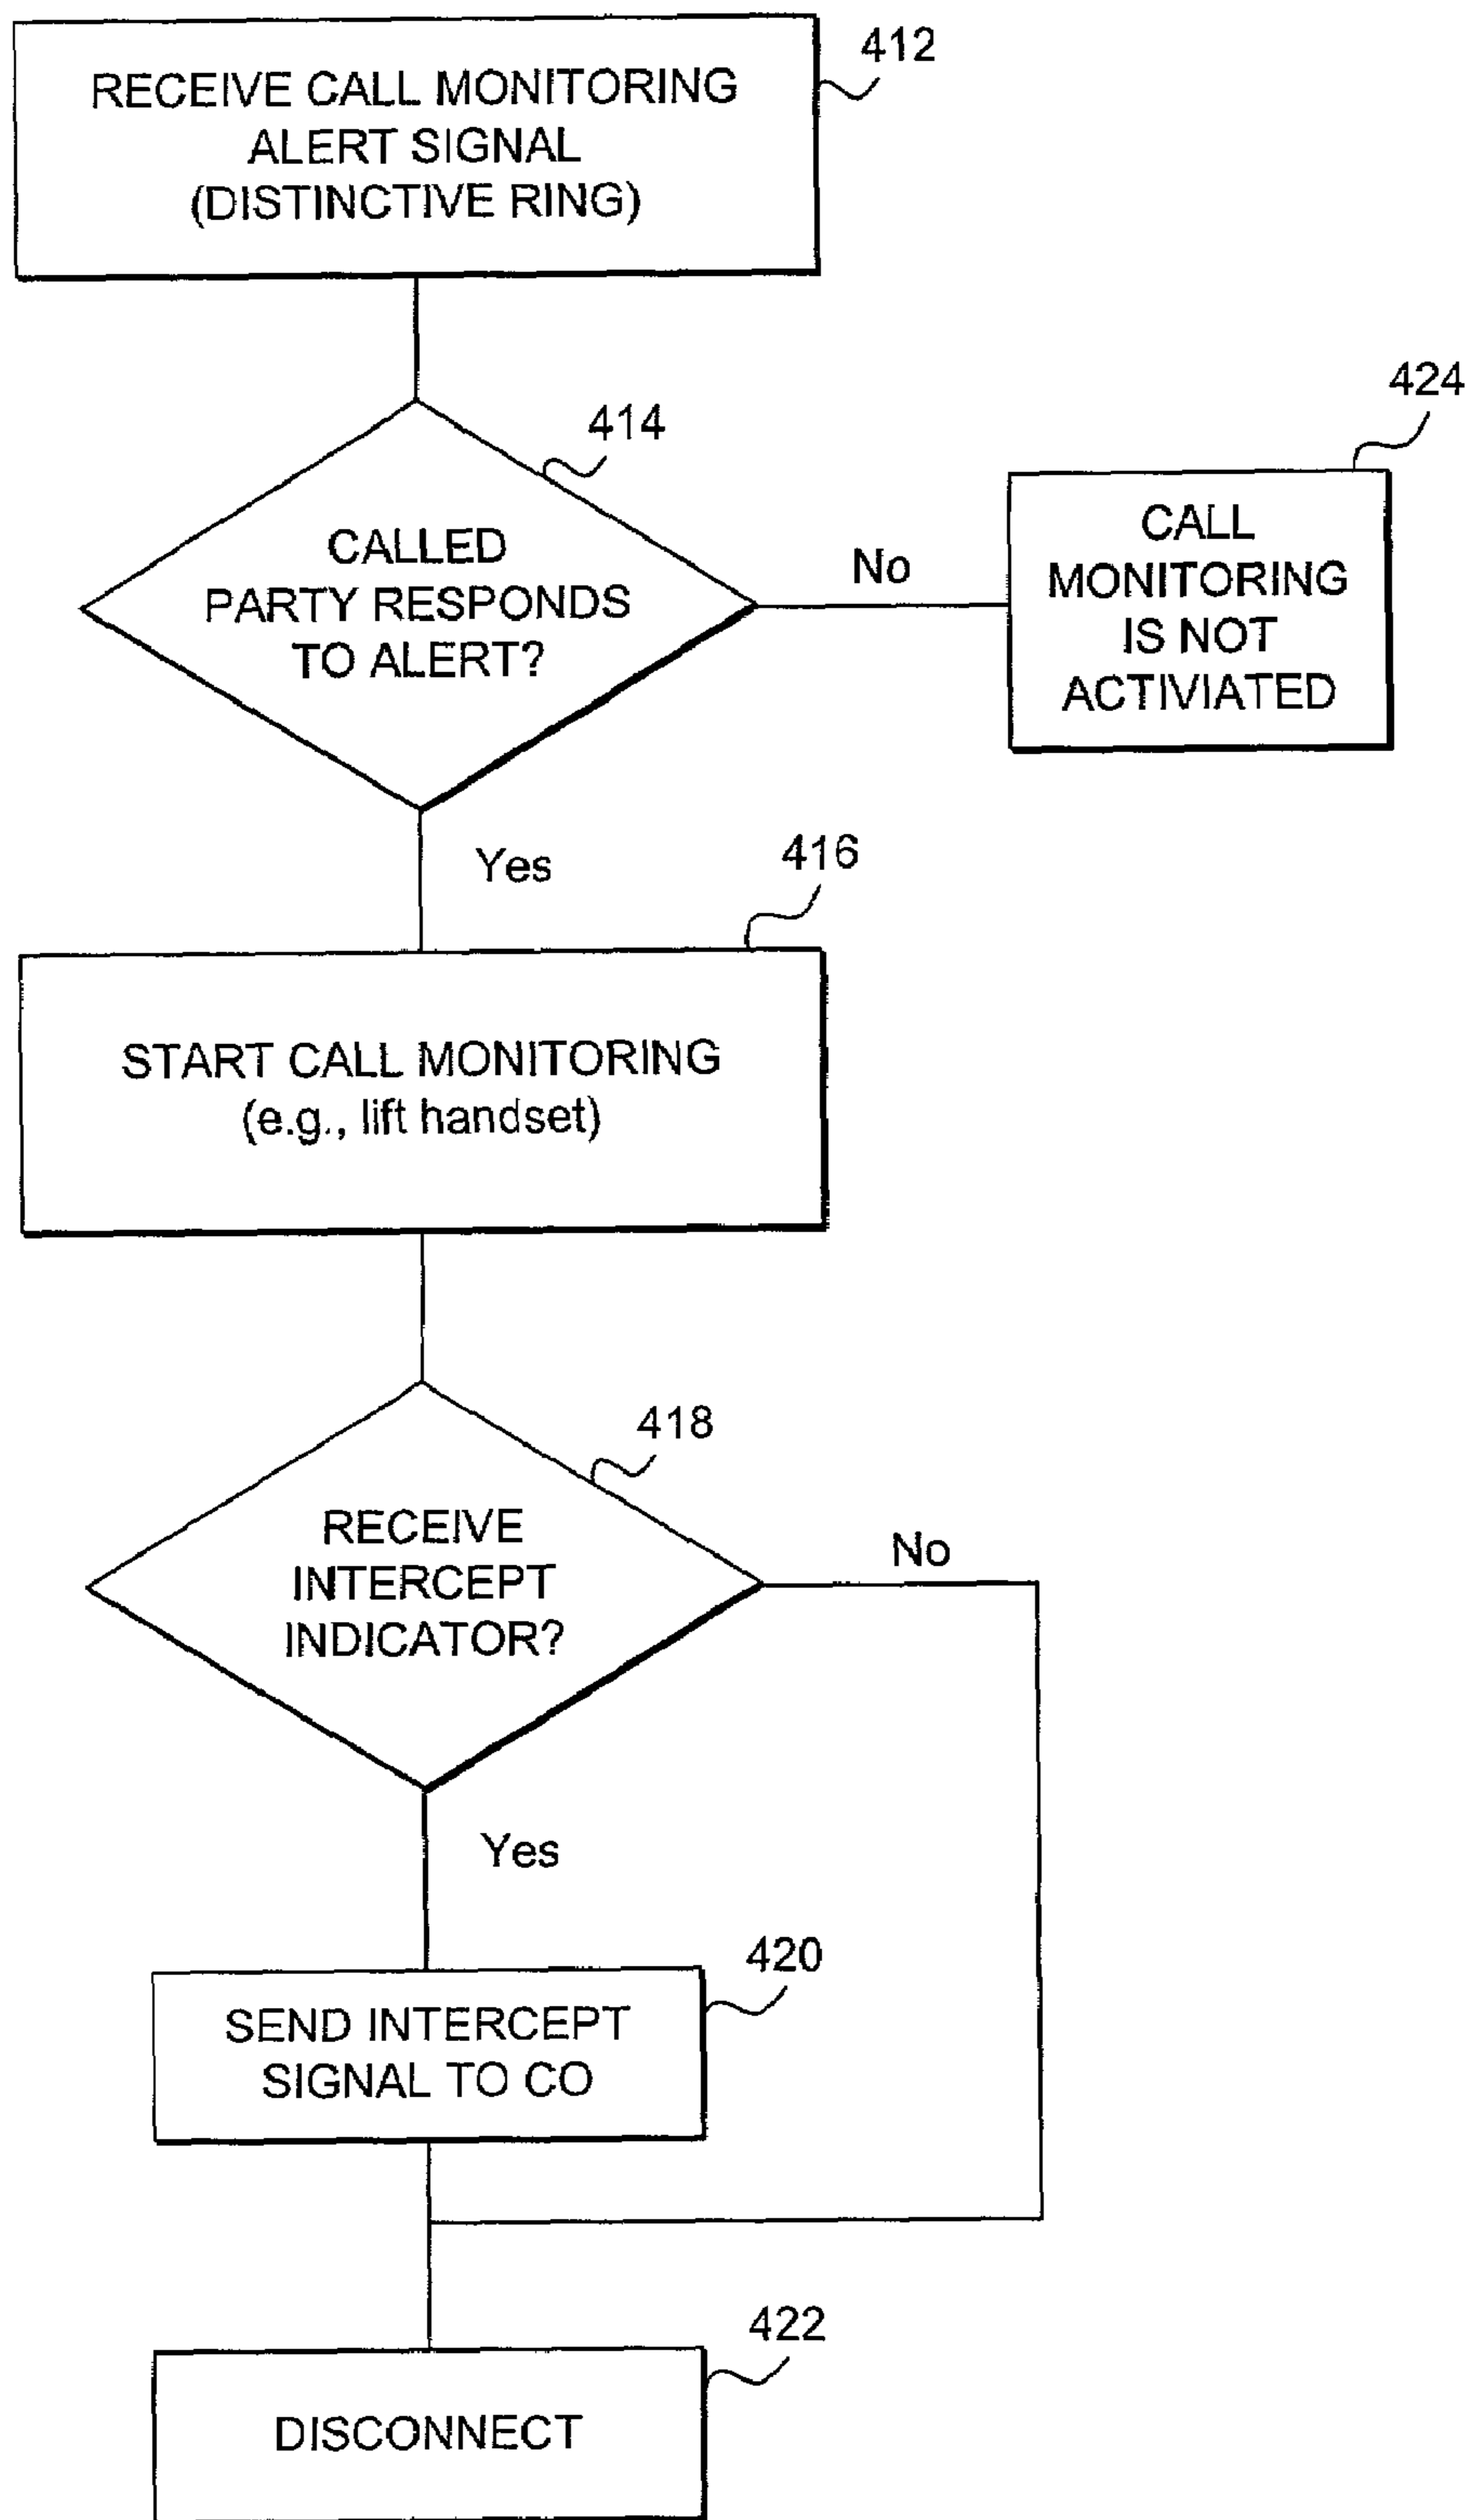 412
RECEIVE CALL MONITORING
ALERT SIGNAL
(DISTINCTIVE RING)
424
414
CALLED
PARTY RESPONDS
TO ALERT?
No
CALL
MONITORING
IS NOT
ACTIVIATED
Yes
416
START CALL MONITORING
(e.g., lift handset)
418
RECEIVE
INTERCEPT
INDICATOR?
No
Yes
420
SEND INTERCEPT
SIGNAL TO CO
422
DISCONNECT